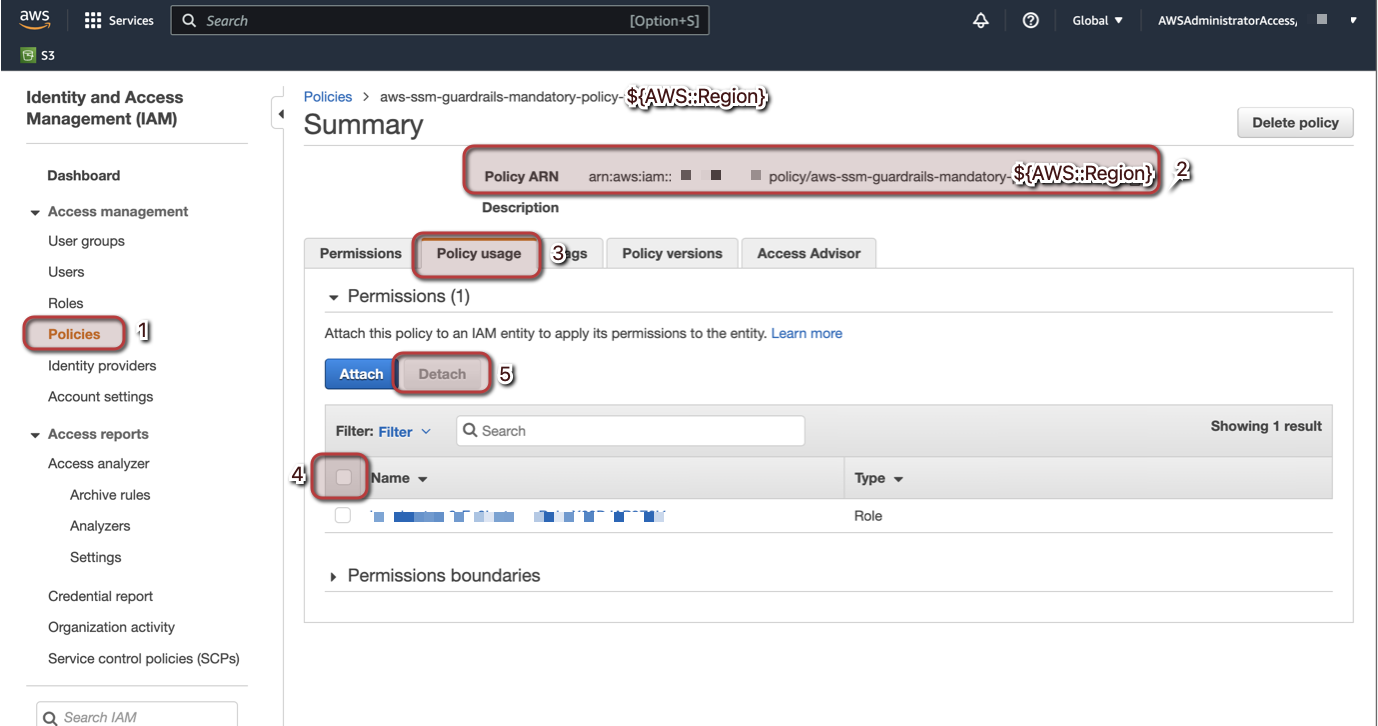 aws
Services
Search
[Option+S]
Global
AWSAdministratorAccess,
S3
Identity and Access
Management (IAM)
Dashboard
Access management
User groups
Users
Roles
Policies 1
Identity providers
Account settings
Access reports
Access analyzer
Archive rules
Analyzers
Settings
Credential report
Organization activity
Service control policies (SCPs)
Search IAM
Policies > aws-ssm-guardrails-mandatory-policy-${AWS::Region}
Summary
Delete policy
Policy ARN arn:aws:iam:: policy/aws-ssm-guardrails-mandatory-${AWS::Region} 2
Description
Permissions
Policy usage 3
Policy versions
Access Advisor
Permissions (1)
Attach this policy to an IAM entity to apply its permissions to the entity. Learn more
Attach
Detach 5
Filter: Filter
Search
Showing 1 result
4
Name
Type
Role
Permissions boundaries